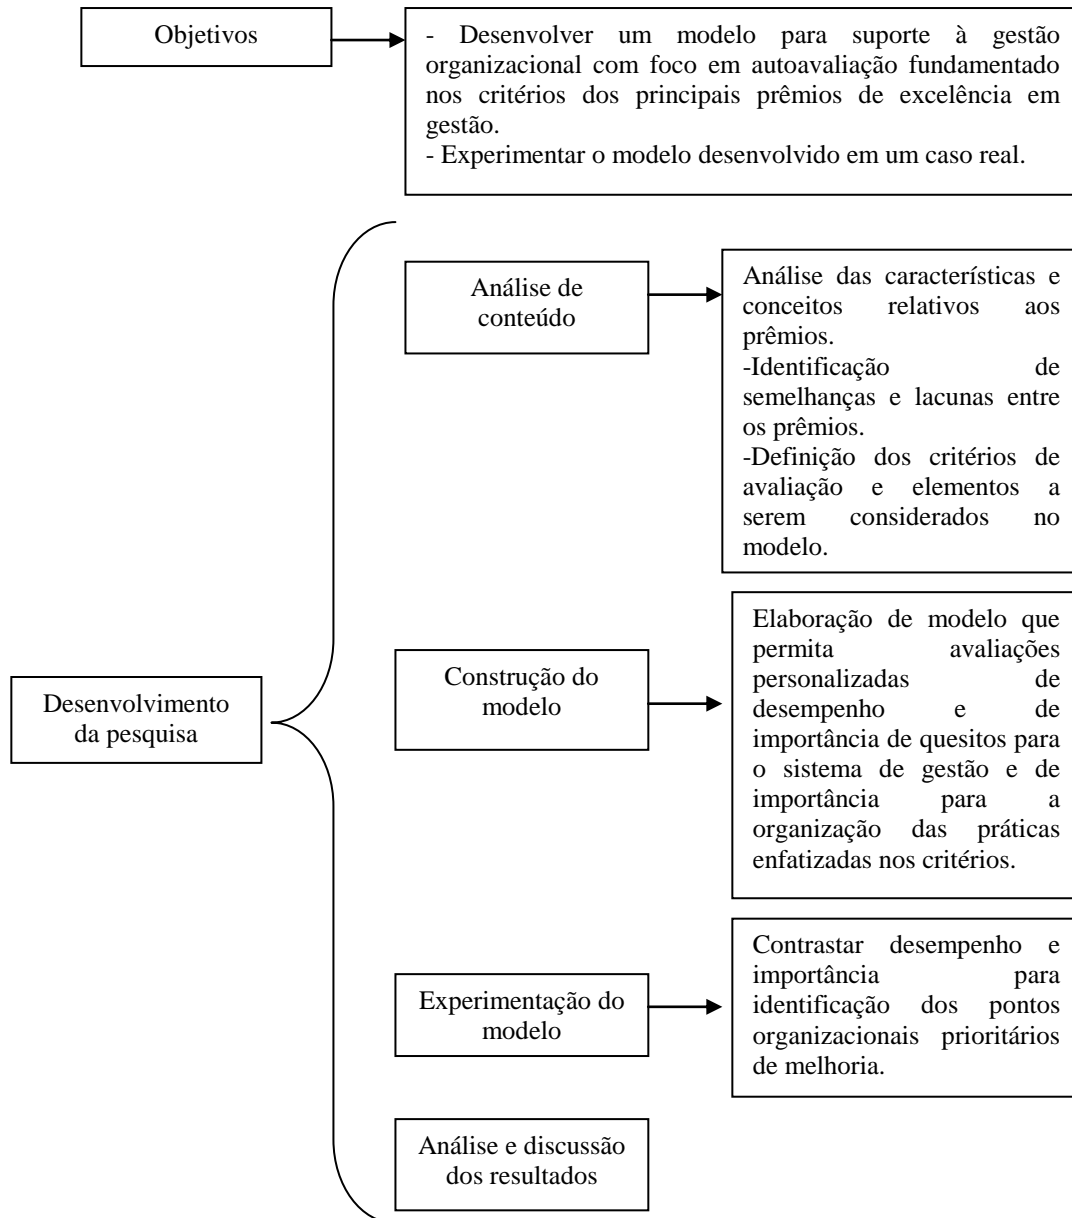 Objetivos
- Desenvolver um modelo para suporte à gestão
organizacional com foco em autoavaliação fundamentado
nos critérios dos principais prêmios de excelência em
gestão.
- Experimentar o modelo desenvolvido em um caso real.
Análise de
conteúdo
Análise das características e
conceitos relativos aos
prêmios.
-Identificação de
semelhanças e lacunas entre
os prêmios.
-Definição dos critérios de
avaliação e elementos a
serem considerados no
modelo.
Desenvolvimento
da pesquisa
Construção do
modelo
Elaboração de modelo que
permita avaliações
personalizadas de
desempenho e de
importância de quesitos para
o sistema de gestão e de
importância para a
organização das práticas
enfatizadas nos critérios.
Experimentação do
modelo
Contrastar desempenho e
importância para
identificação dos pontos
organizacionais prioritários
de melhoria.
Análise e discussão
dos resultados